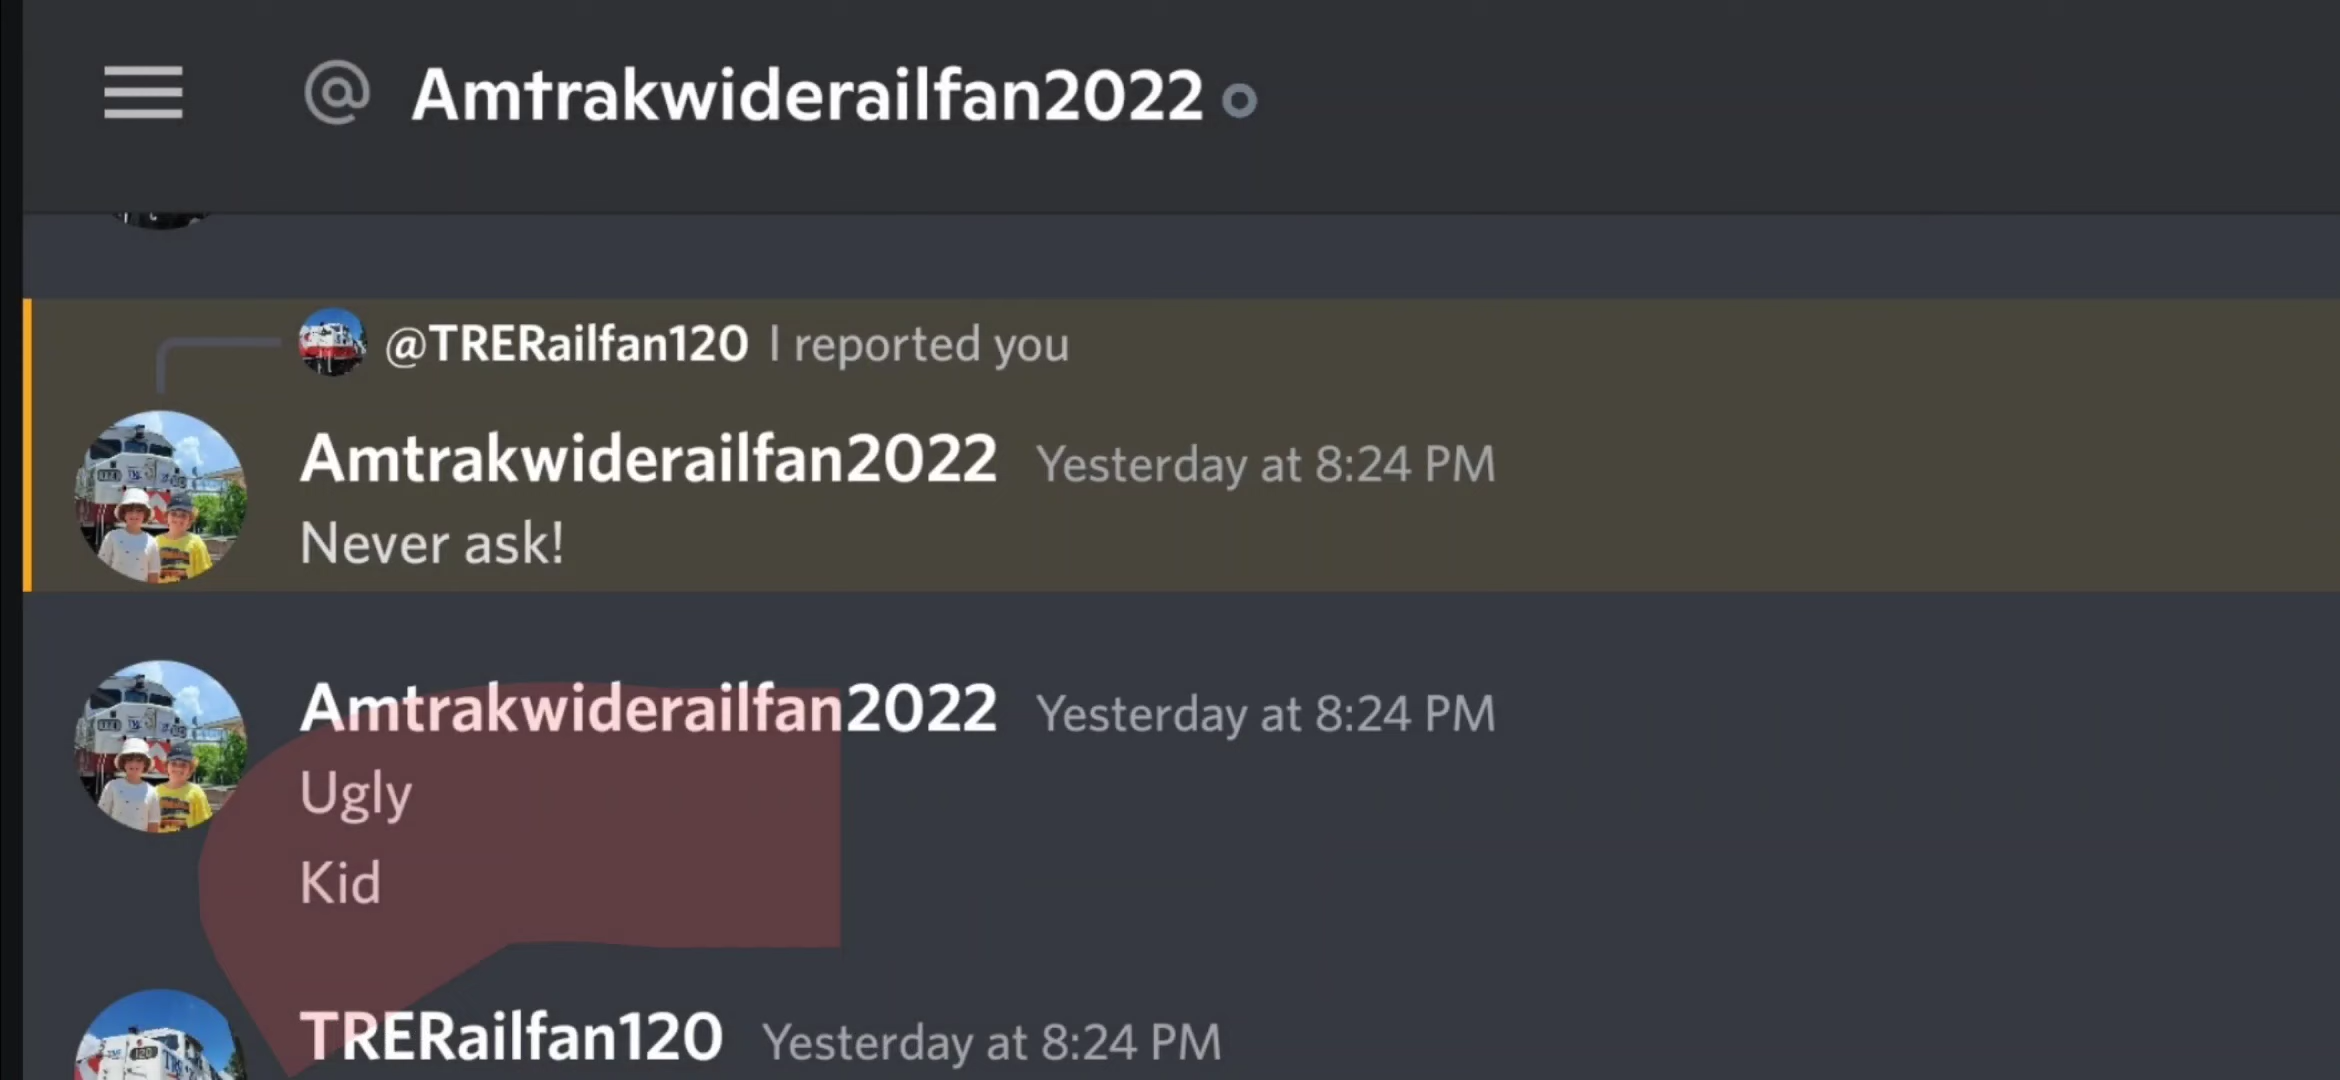 @ Amtrakwiderailfan2022
@TRERailfan120 I reported you
Amtrakwiderailfan2022 Yesterday at 8:24 PM
Never ask!
Amtrakwiderailfan2022 Yesterday at 8:24 PM
Ugly
Kid
TRERailfan120 Yesterday at 8:24 PM
120